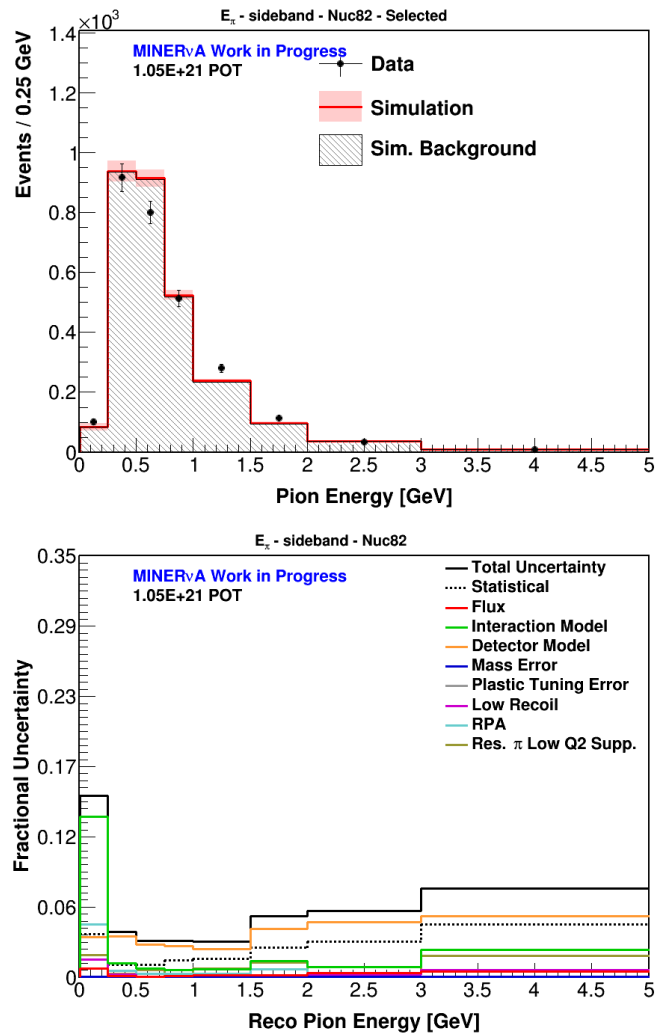 E_π - sideband - Nuc82 - Selected
×10³
MINERνA Work in Progress
1.05E+21 POT
Data
Simulation
Sim. Background
Events / 0.25 GeV
1.4
1.2
1
0.8
0.6
0.4
0.2
0
0 0.5 1 1.5 2 2.5 3 3.5 4 4.5 5
Pion Energy [GeV]
E_π - sideband - Nuc82
MINERνA Work in Progress
1.05E+21 POT
Total Uncertainty
Statistical
Flux
Interaction Model
Detector Model
Mass Error
Plastic Tuning Error
Low Recoil
RPA
Res. π Low Q2 Supp.
Fractional Uncertainty
0.35
0.29
0.23
0.17
0.12
0.06
0
0 0.5 1 1.5 2 2.5 3 3.5 4 4.5 5
Reco Pion Energy [GeV]